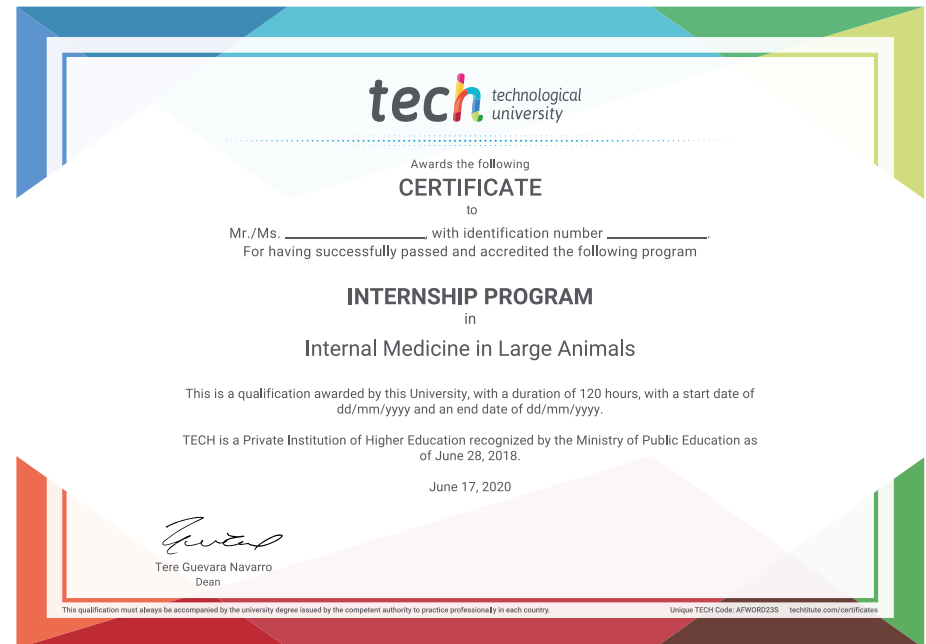 tech technological
university
Awards the following
CERTIFICATE
to
Mr./Ms. ____________________, with identification number ______________.
For having successfully passed and accredited the following program
INTERNSHIP PROGRAM
in
Internal Medicine in Large Animals
This is a qualification awarded by this University, with a duration of 120 hours, with a start date of
dd/mm/yyyy and an end date of dd/mm/yyyy.
TECH is a Private Institution of Higher Education recognized by the Ministry of Public Education as
of June 28, 2018.
June 17, 2020
Tere Guevara Navarro
Dean
This qualification must always be accompanied by the university degree issued by the competent authority to practice professionally in each country.
Unique TECH Code: AFWORD23S techtitute.com/certificates